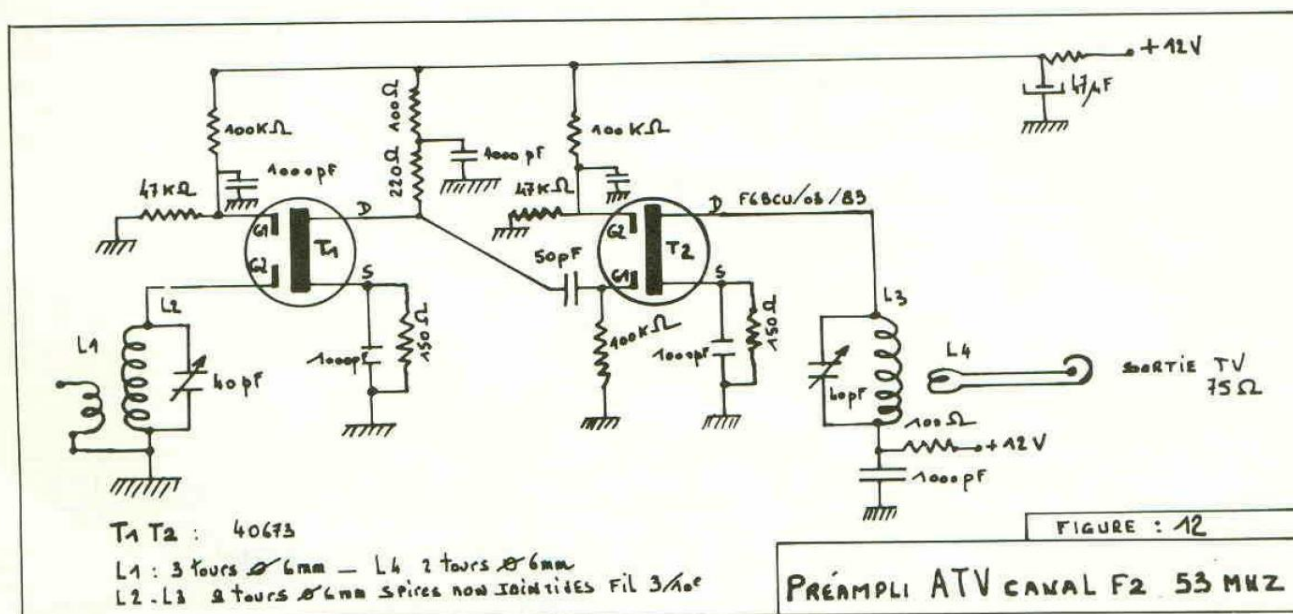 +12V
47µF
100KΩ
100Ω
100KΩ
1000pF
220Ω
1000pF
47KΩ
47KΩ
G1
G2
T1
D
S
D
F6BCU/08/83
G2
G1
T2
S
50pF
L2
L1
40pF
1000pF
150Ω
100KΩ
1000pF
150Ω
L3
L4
40pF
SORTIE TV
75Ω
100Ω
+12V
1000pF
T1 T2 : 40673
L1 : 3 tours Ø 6mm — L4 2 tours Ø 6mm
L2-L3 8 tours Ø 6mm spires non JOINTIDES Fil 3/10e
FIGURE : 12
PRÉAMPLI ATV CANAL F2 53 MHZ